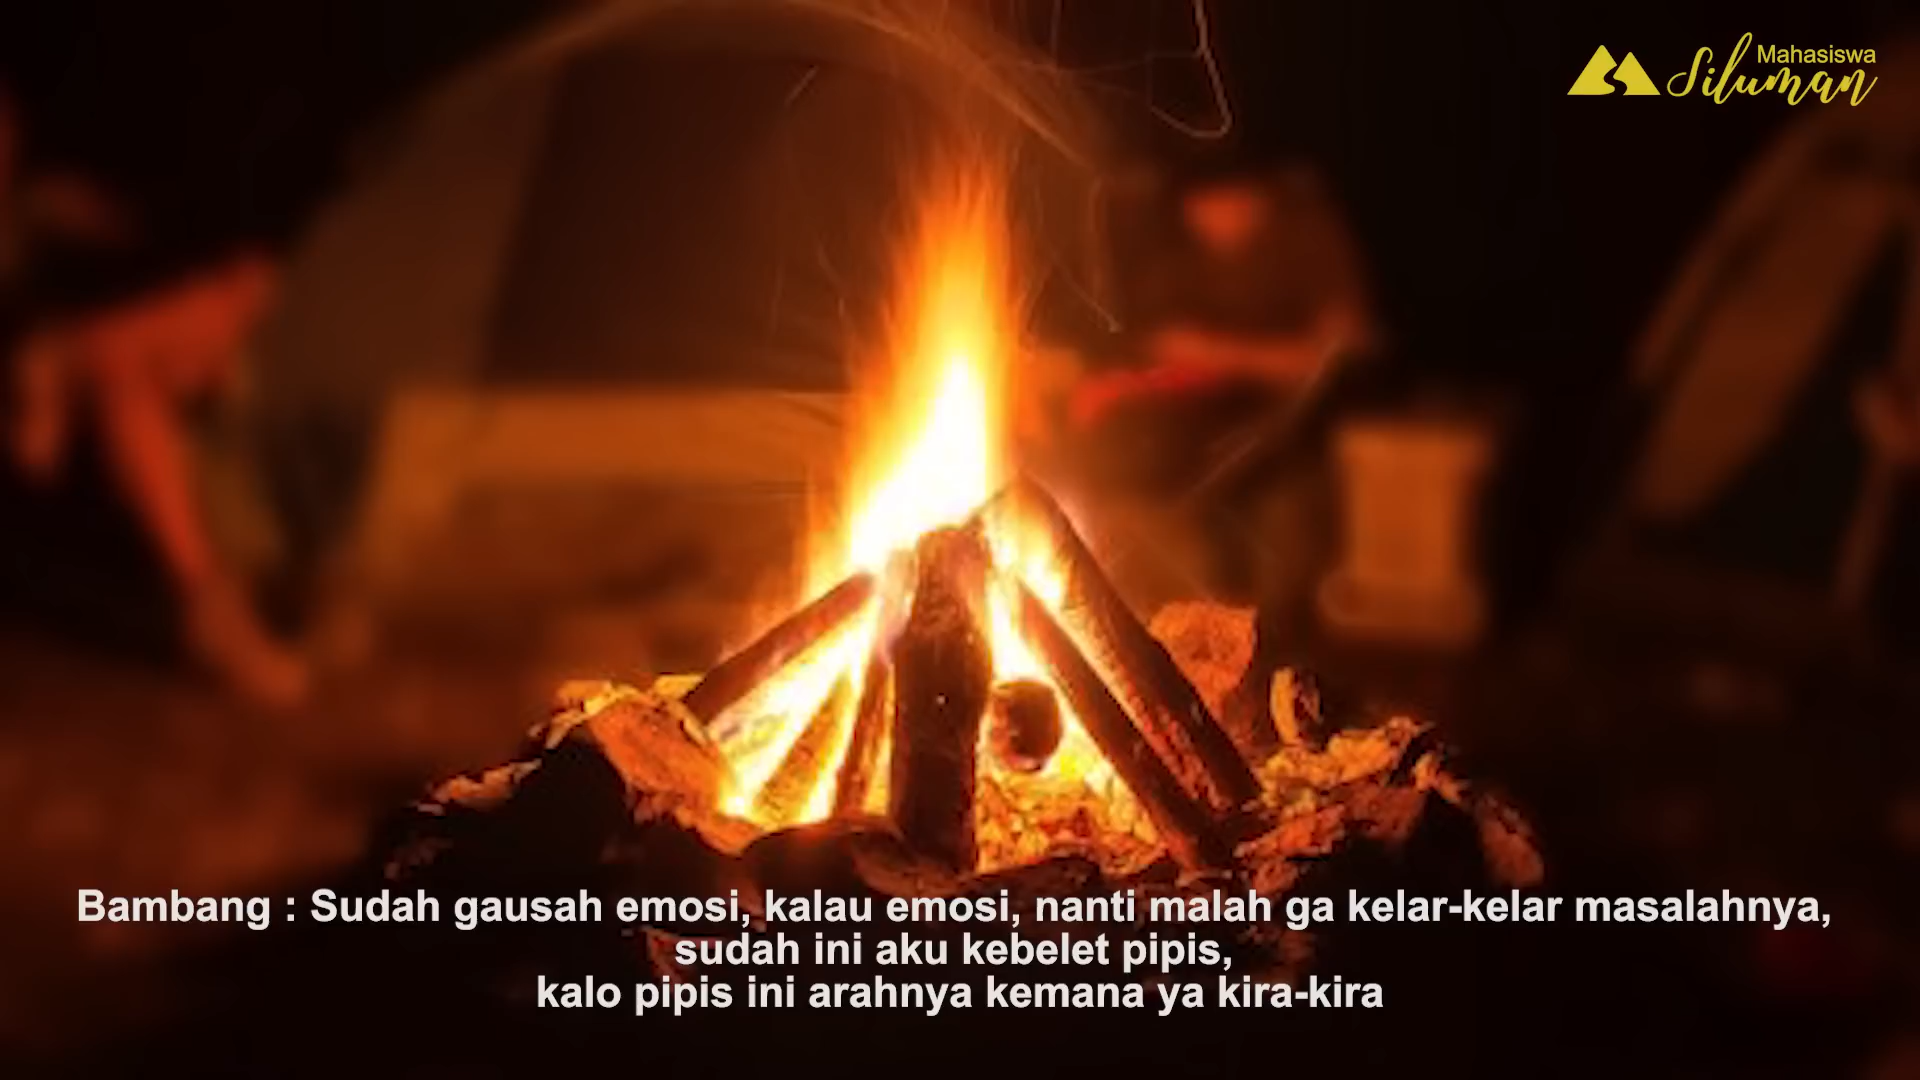 Mahasiswa
Siluman
Bambang : Sudah gausah emosi, kalau emosi, nanti malah ga kelar-kelar masalahnya,
sudah ini aku kebelet pipis,
kalo pipis ini arahnya kemana ya kira-kira